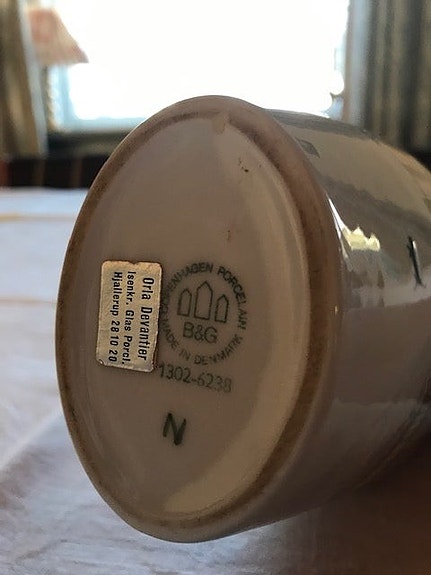 Orla Devantier
Isenkr. Glas Porcl.
Hjallerup 28 10 20
COPENHAGEN PORCELAIN
B&G
MADE IN DENMARK
1302-6238
N